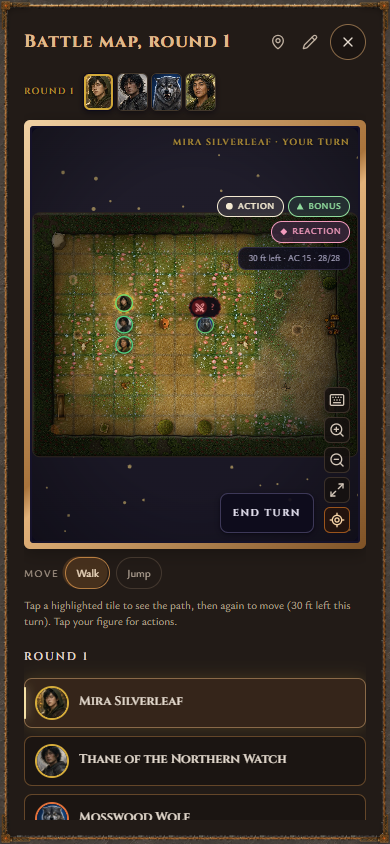 Battle map, round 1
ROUND 1
MIRA SILVERLEAF · YOUR TURN
ACTION
BONUS
REACTION
30 ft left · AC 15 · 28/28
?
END TURN
MOVE
Walk
Jump
Tap a highlighted tile to see the path, then again to move (30 ft left this
turn). Tap your figure for actions.
ROUND 1
Mira Silverleaf
Thane of the Northern Watch
Mosswood Wolf